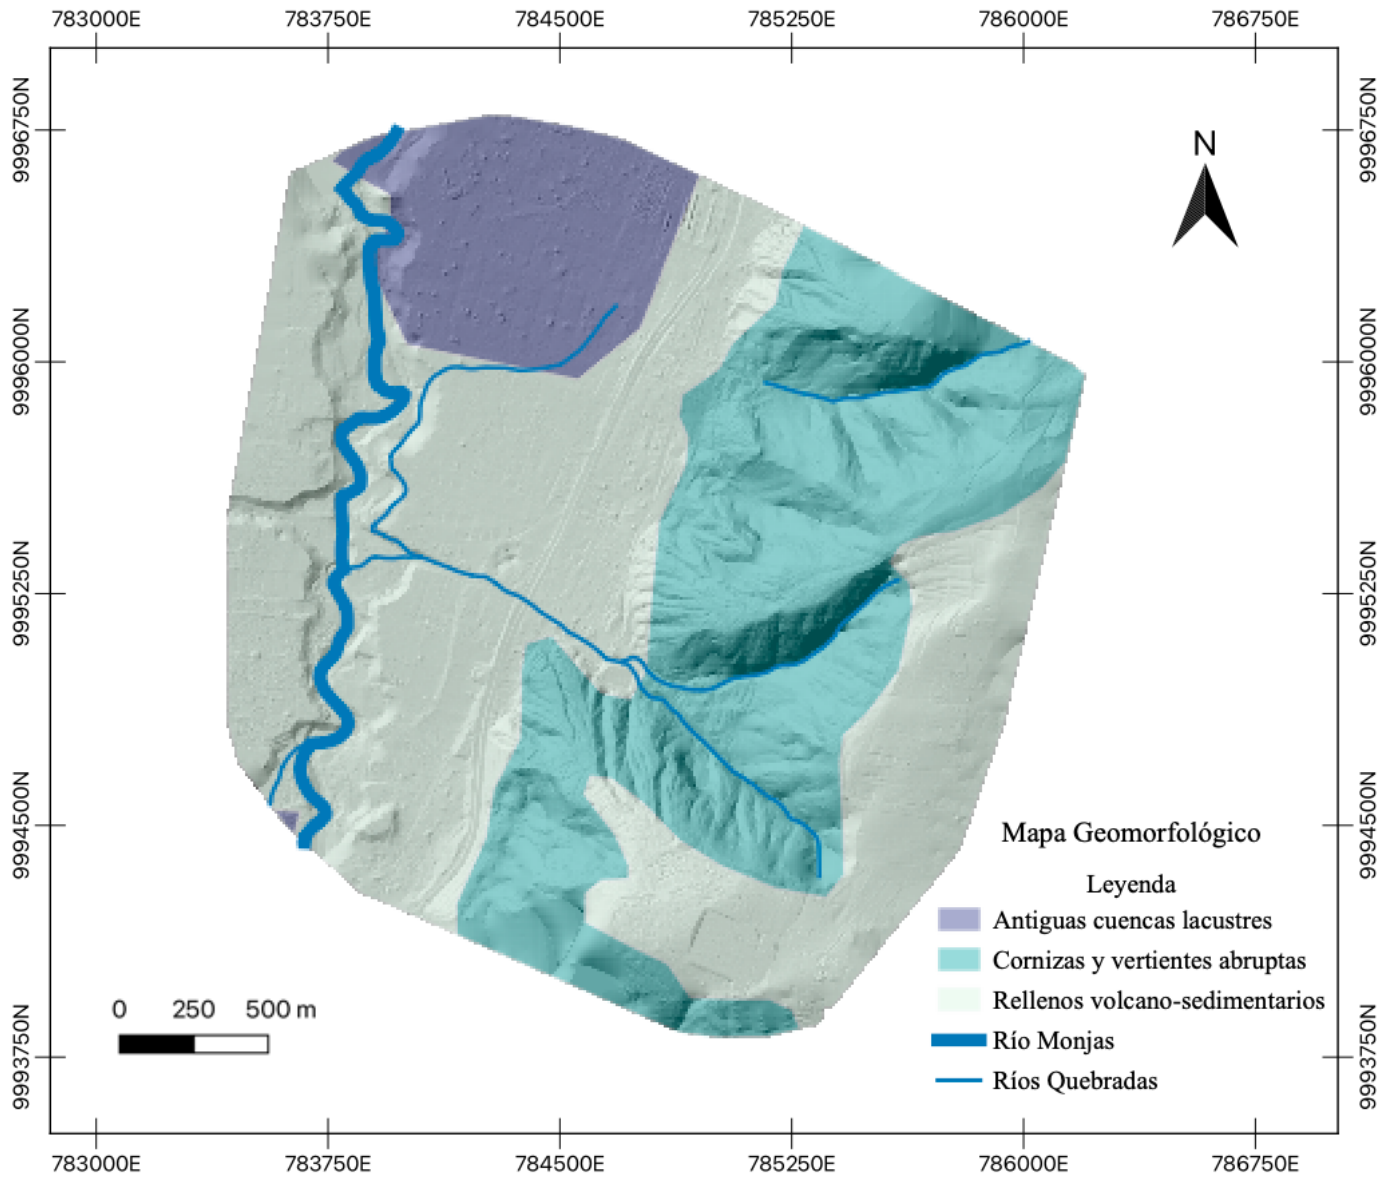 783000E 783750E 784500E 785250E 786000E 786750E
9996750N 9996750N
N
9996000N 9996000N
9995250N 9995250N
9994500N 9994500N
Mapa Geomorfológico
Leyenda
Antiguas cuencas lacustres
Cornizas y vertientes abruptas
Rellenos volcano-sedimentarios
0 250 500 m
Río Monjas
Ríos Quebradas
9993750N 9993750N
783000E 783750E 784500E 785250E 786000E 786750E